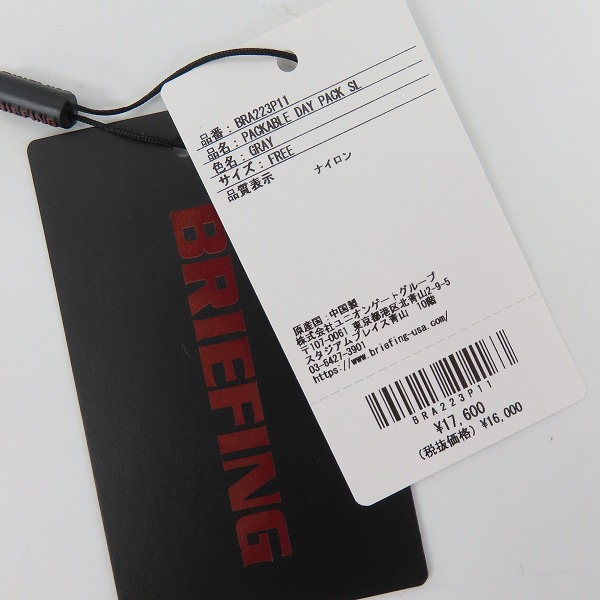 BRIEFING
品番 : BRA223P11
品名 : PACKABLE DAY PACK SL
色名 : GRAY
サイズ : FREE
品質表示 ナイロン
原産国 : 中国製
株式会社ユニオンゲートグループ
〒107-0061 東京都港区北青山2-9-5
スタジアムプレイス青山 10階
03-6427-3901
https://www.briefing-usa.com/
BRA223P11
¥17,600
(税抜価格) ¥16,000
BRIEFING